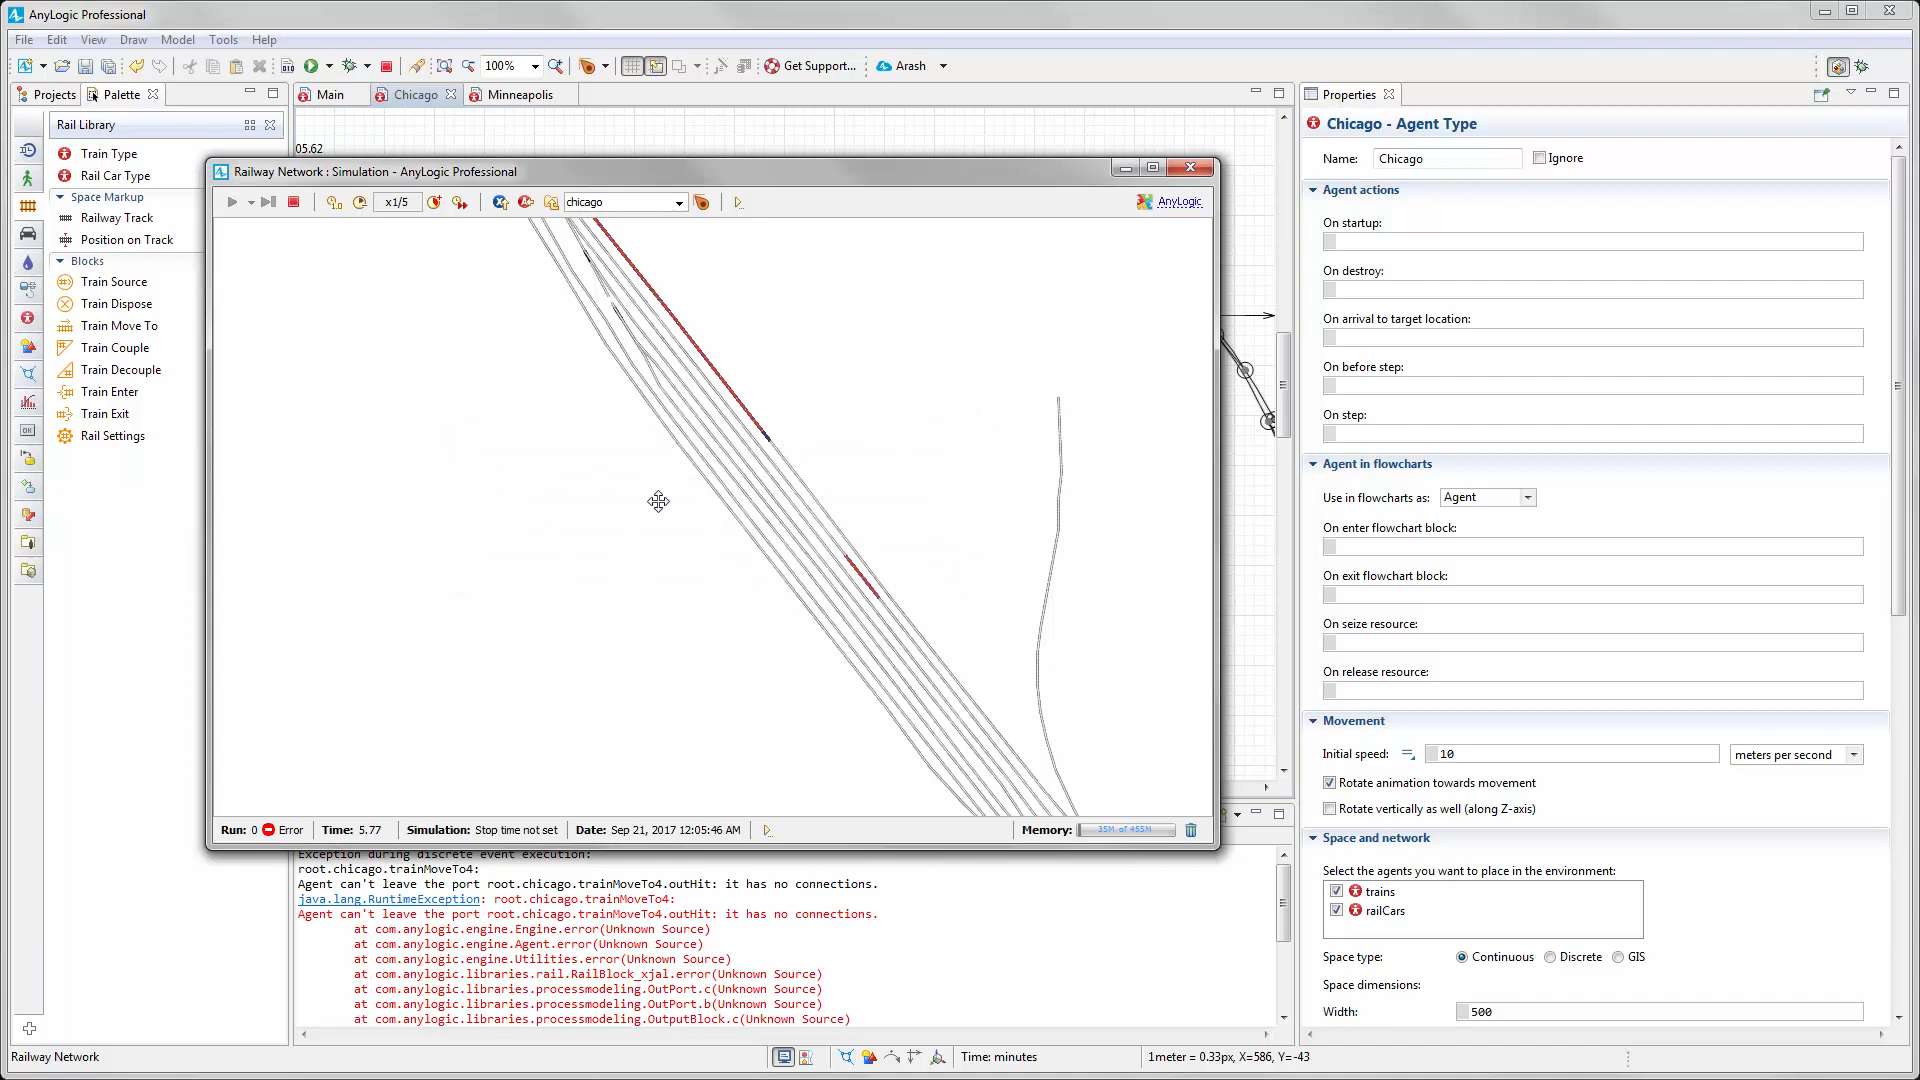 AnyLogic Professional
File Edit View Draw Model Tools Help
100% Get Support... Arash
Projects Palette
Main Chicago Minneapolis
Properties
Rail Library
Train Type
Rail Car Type
Space Markup
Railway Track
Position on Track
Blocks
Train Source
Train Dispose
Train Move To
Train Couple
Train Decouple
Train Enter
Train Exit
Rail Settings
05.62
Railway Network : Simulation - AnyLogic Professional
x1/5 chicago AnyLogic
Run: 0 Error Time: 5.77 Simulation: Stop time not set Date: Sep 21, 2017 12:05:46 AM Memory: 35M of 455M
Exception during discrete event execution:
root.chicago.trainMoveTo4:
Agent can't leave the port root.chicago.trainMoveTo4.outHit: it has no connections.
java.lang.RuntimeException: root.chicago.trainMoveTo4:
Agent can't leave the port root.chicago.trainMoveTo4.outHit: it has no connections.
at com.anylogic.engine.Engine.error(Unknown Source)
at com.anylogic.engine.Agent.error(Unknown Source)
at com.anylogic.engine.Utilities.error(Unknown Source)
at com.anylogic.libraries.rail.RailBlock_xjal.error(Unknown Source)
at com.anylogic.libraries.processmodeling.OutPort.c(Unknown Source)
at com.anylogic.libraries.processmodeling.OutPort.b(Unknown Source)
at com.anylogic.libraries.processmodeling.OutputBlock.c(Unknown Source)
Chicago - Agent Type
Name: Chicago Ignore
Agent actions
On startup:
On destroy:
On arrival to target location:
On before step:
On step:
Agent in flowcharts
Use in flowcharts as: Agent
On enter flowchart block:
On exit flowchart block:
On seize resource:
On release resource:
Movement
Initial speed: 10 meters per second
Rotate animation towards movement
Rotate vertically as well (along Z-axis)
Space and network
Select the agents you want to place in the environment:
trains
railCars
Space type: Continuous Discrete GIS
Space dimensions:
Width: 500
Railway Network Time: minutes 1meter = 0.33px, X=586, Y=-43